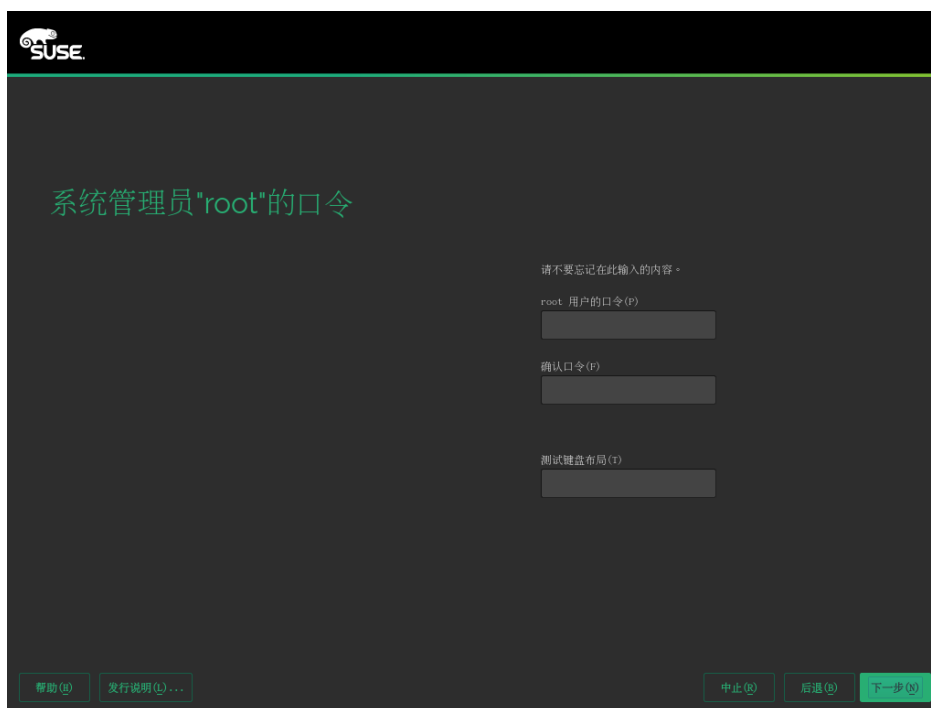 SUSE.
系统管理员"root"的口令
请不要忘记在此输入的内容。
root 用户的口令(P)
确认口令(F)
测试键盘布局(T)
帮助(H) 发行说明(L)... 中止(R) 后退(B) 下一步(N)